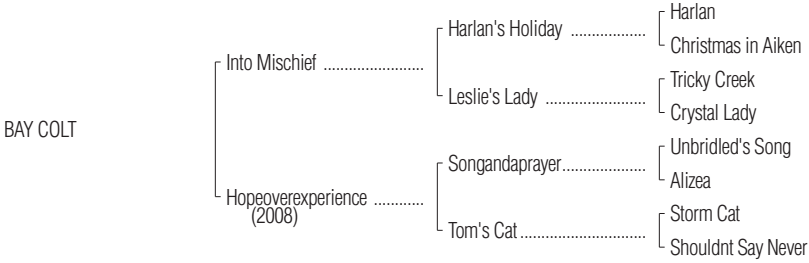 Harlan
Harlan's Holiday ....................
Christmas in Aiken
Into Mischief ..........................
Tricky Creek
Leslie's Lady ..........................
Crystal Lady
BAY COLT
Unbridled's Song
Songandaprayer......................
Alizea
Hopeoverexperience .............
(2008)
Storm Cat
Tom's Cat .................................
Shouldnt Say Never